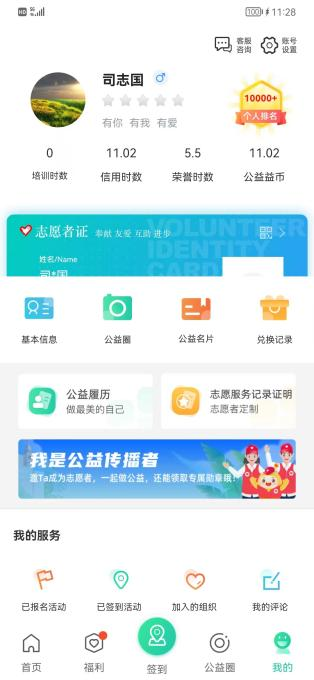 HD 5G 100 11:28
客服咨询
账号设置
司志国
10000+
个人排名
有你 有我 有爱
0 11.02 5.5 11.02
培训时数 信用时数 荣誉时数 公益益币
志愿者证 奉献 友爱 互助 进步
VOLUNTEER
IDENTITY
CARD
姓名/Name
司*国
基本信息 公益圈 公益名片 兑换记录
公益履历
做最美的自己
志愿服务记录证明
志愿者定制
我是公益传播者
邀Ta成为志愿者，一起做公益，还能领取专属勋章哦！
我的服务
已报名活动 已签到活动 加入的组织 我的评论
首页 福利 签到 公益圈 我的